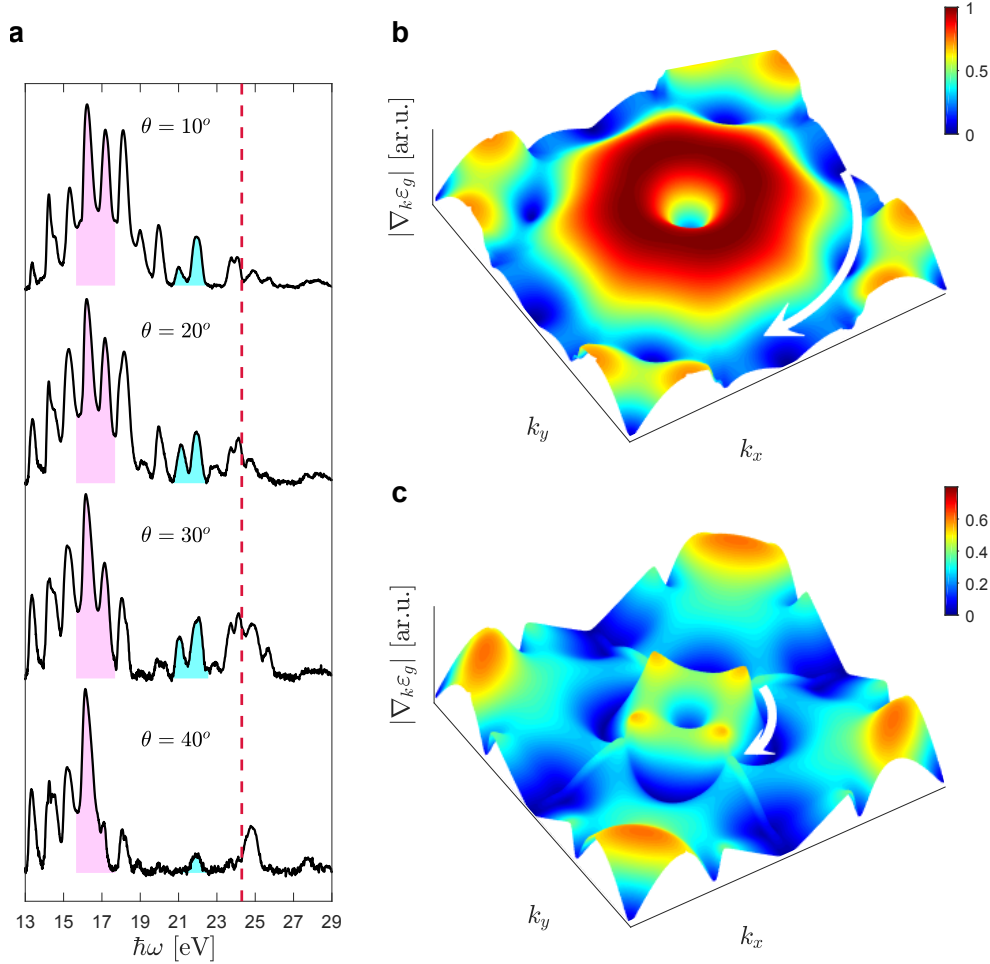 a
θ = 10°
θ = 20°
θ = 30°
θ = 40°
13 15 17 19 21 23 25 27 29
ħω [eV]
b
|∇ₖεg| [ar.u.]
ky
kx
1
0.5
0
c
|∇ₖεg| [ar.u.]
ky
kx
0.6
0.4
0.2
0